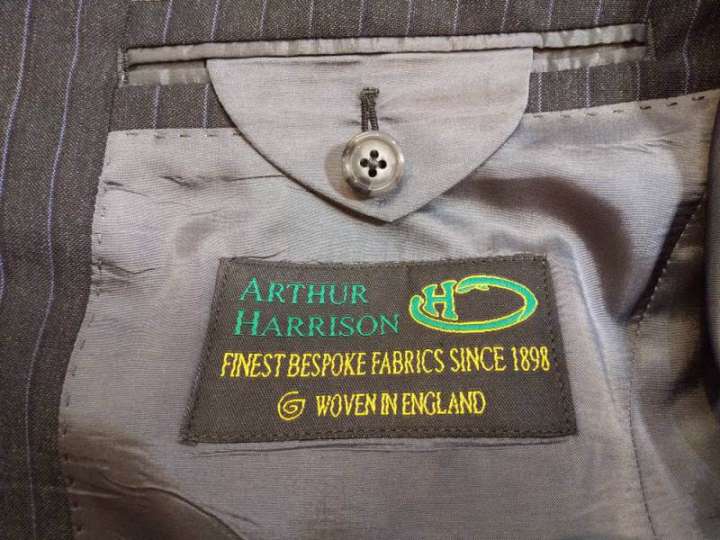 ARTHUR
HARRISON
H
FINEST BESPOKE FABRICS SINCE 1898
WOVEN IN ENGLAND